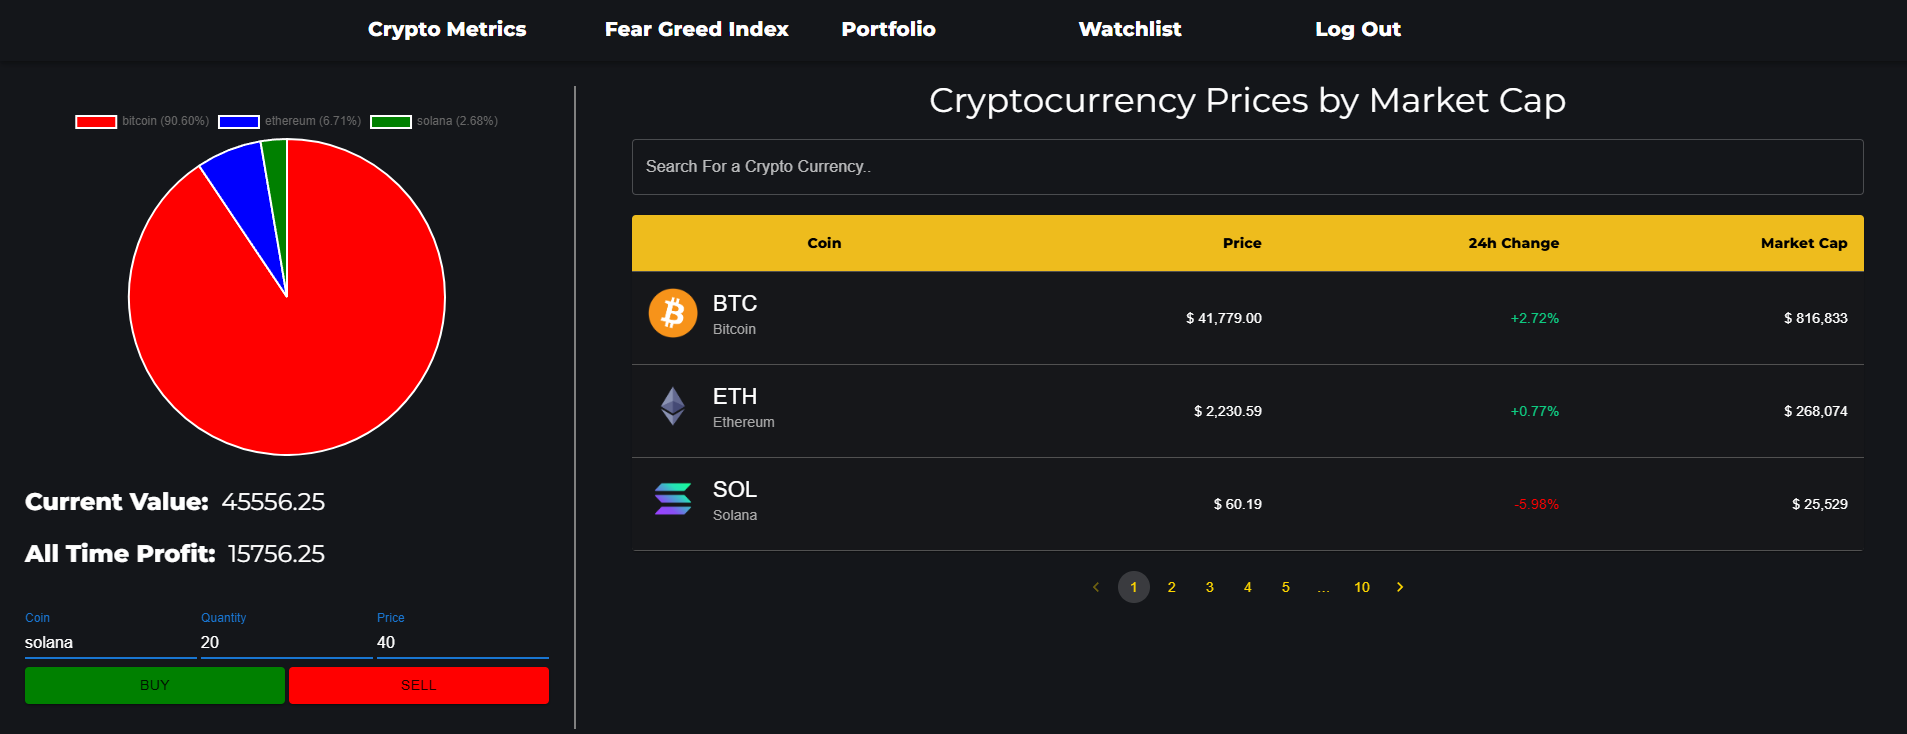 Crypto Metrics Fear Greed Index Portfolio Watchlist Log Out
bitcoin (90.60%) ethereum (6.71%) solana (2.68%)
Current Value: 45556.25
All Time Profit: 15756.25
Coin Quantity Price
solana 20 40
BUY SELL
Cryptocurrency Prices by Market Cap
Search For a Crypto Currency..
Coin Price 24h Change Market Cap
BTC
Bitcoin
$ 41,779.00 +2.72% $ 816,833
ETH
Ethereum
$ 2,230.59 +0.77% $ 268,074
SOL
Solana
$ 60.19 -5.98% $ 25,529
‹ 1 2 3 4 5 ... 10 ›